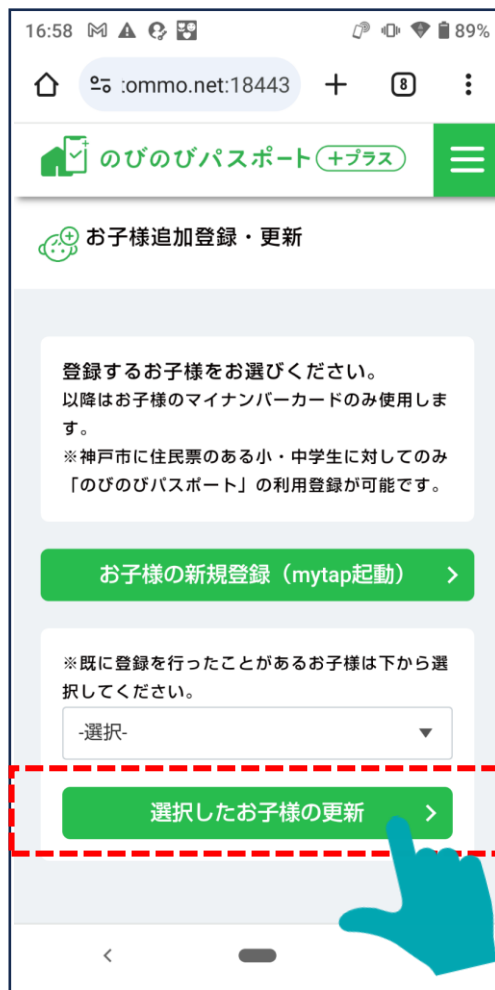 16:58
89%
:ommo.net:18443
8
のびのびパスポート +プラス
お子様追加登録・更新
登録するお子様をお選びください。
以降はお子様のマイナンバーカードのみ使用しま
す。
※神戸市に住民票のある小・中学生に対してのみ
「のびのびパスポート」の利用登録が可能です。
お子様の新規登録（mytap起動）
※既に登録を行ったことがあるお子様は下から選
択してください。
-選択-
選択したお子様の更新